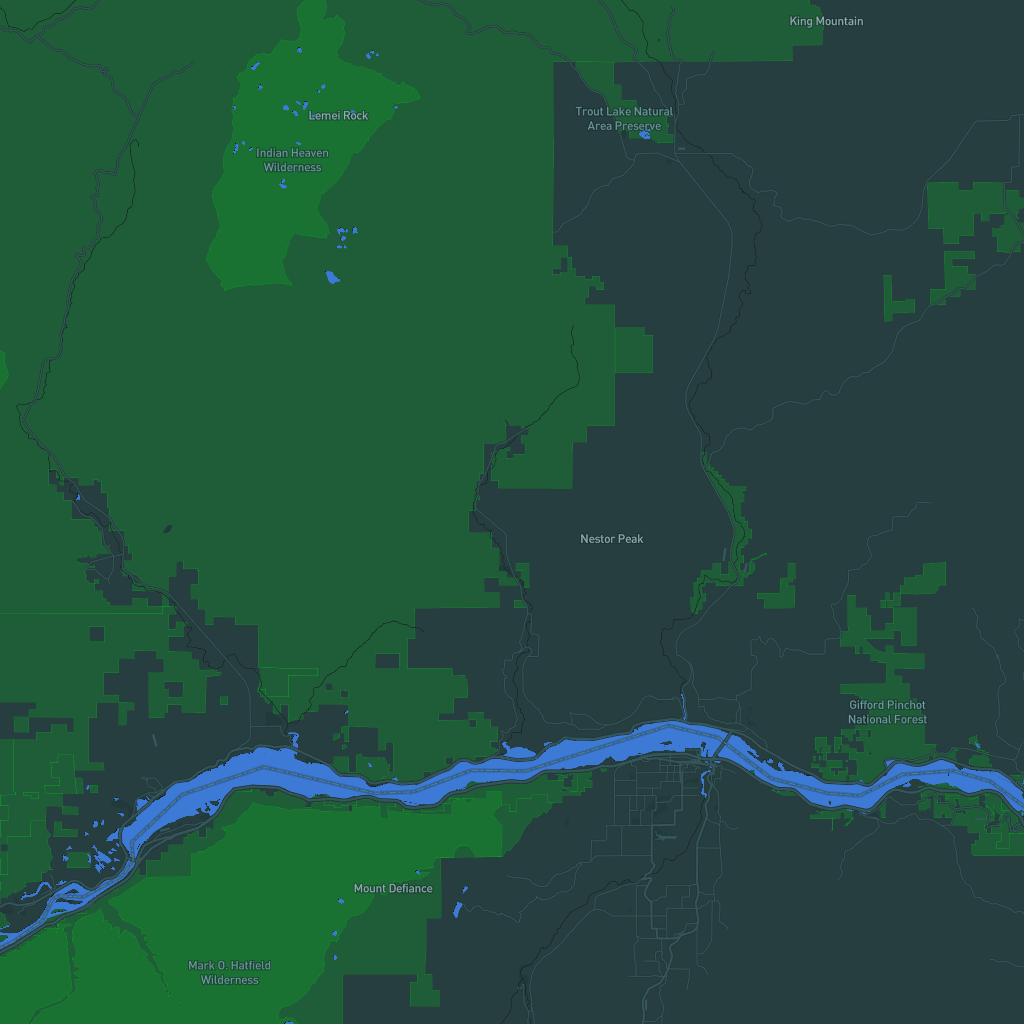 King Mountain
Trout Lake Natural
Area Preserve
Lemei Rock
Indian Heaven
Wilderness
Nestor Peak
Gifford Pinchot
National Forest
Mount Defiance
Mark O. Hatfield
Wilderness